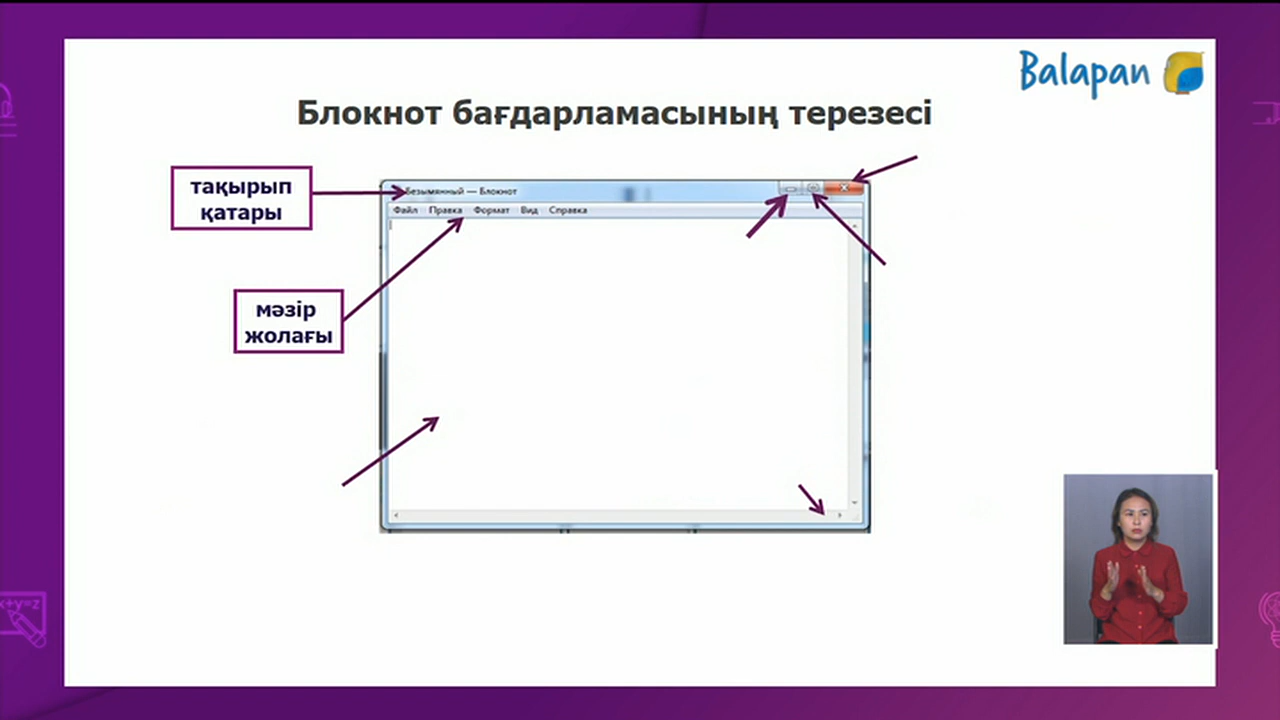 Balapan
Блокнот бағдарламасының терезесі
тақырып
қатары
Безымянный — Блокнот
Файл Правка Формат Вид Справка
мәзір
жолағы
x+y=z